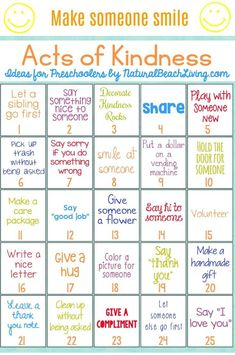 Make someone smile
Acts of Kindness
Ideas for Preschoolers by NaturalBeachLiving.com
Let a sibling go first
1
Say something nice to someone
2
Decorate Kindness Rocks
3
share
4
Play with Someone new
5
Pick up trash without being asked
6
Say sorry if you do something wrong
7
smile at someone
8
Put a dollar on a vending machine
9
HOLD THE DOOR FOR SOMEONE
10
Make a care package
11
Say "good job"
12
Give someone a flower
13
Say hi to someone
14
Volunteer
15
Write a nice letter
16
Give a hug
17
Color a picture for someone
18
Say "thank you"
19
Make a handmade gift
20
Leave a thank you note
21
Clean up without being asked
22
GIVE A COMPLIMENT
23
Let someone else go first
24
Say "I love you"
25